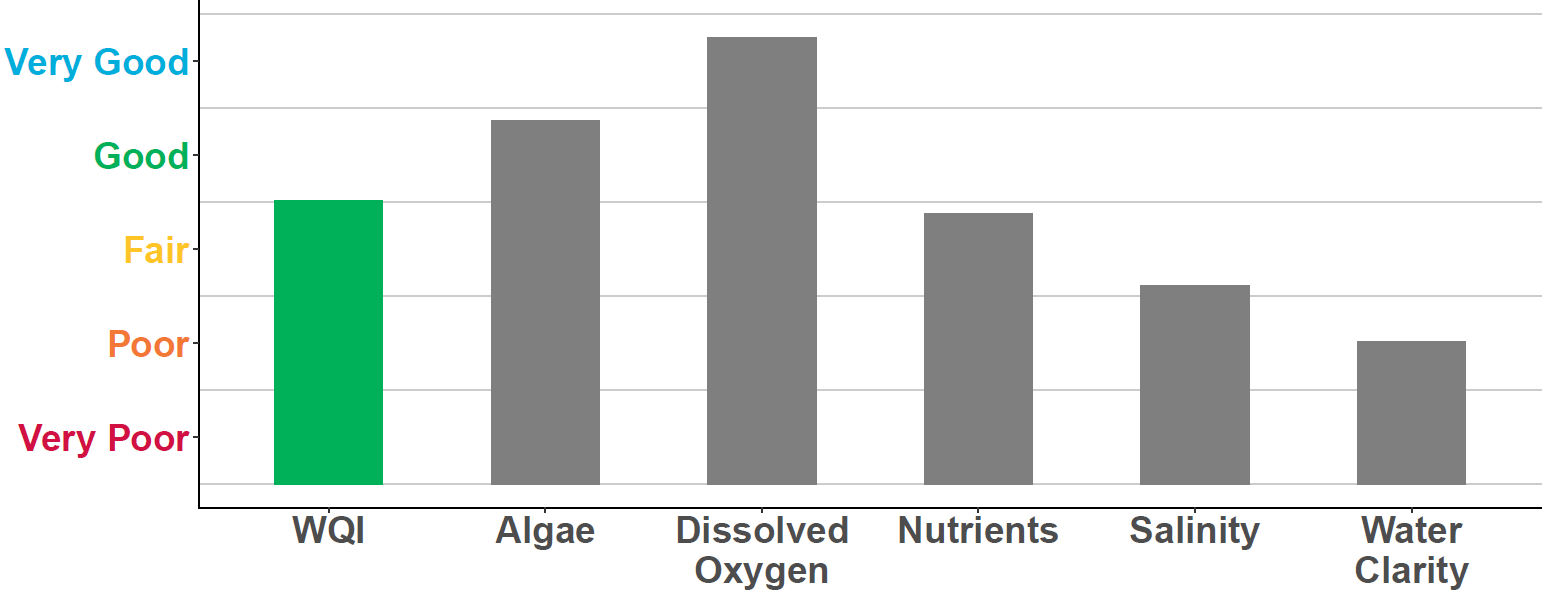 Very Good
Good
Fair
Poor
Very Poor
WQI Algae Dissolved Nutrients Salinity Water
Oxygen Clarity